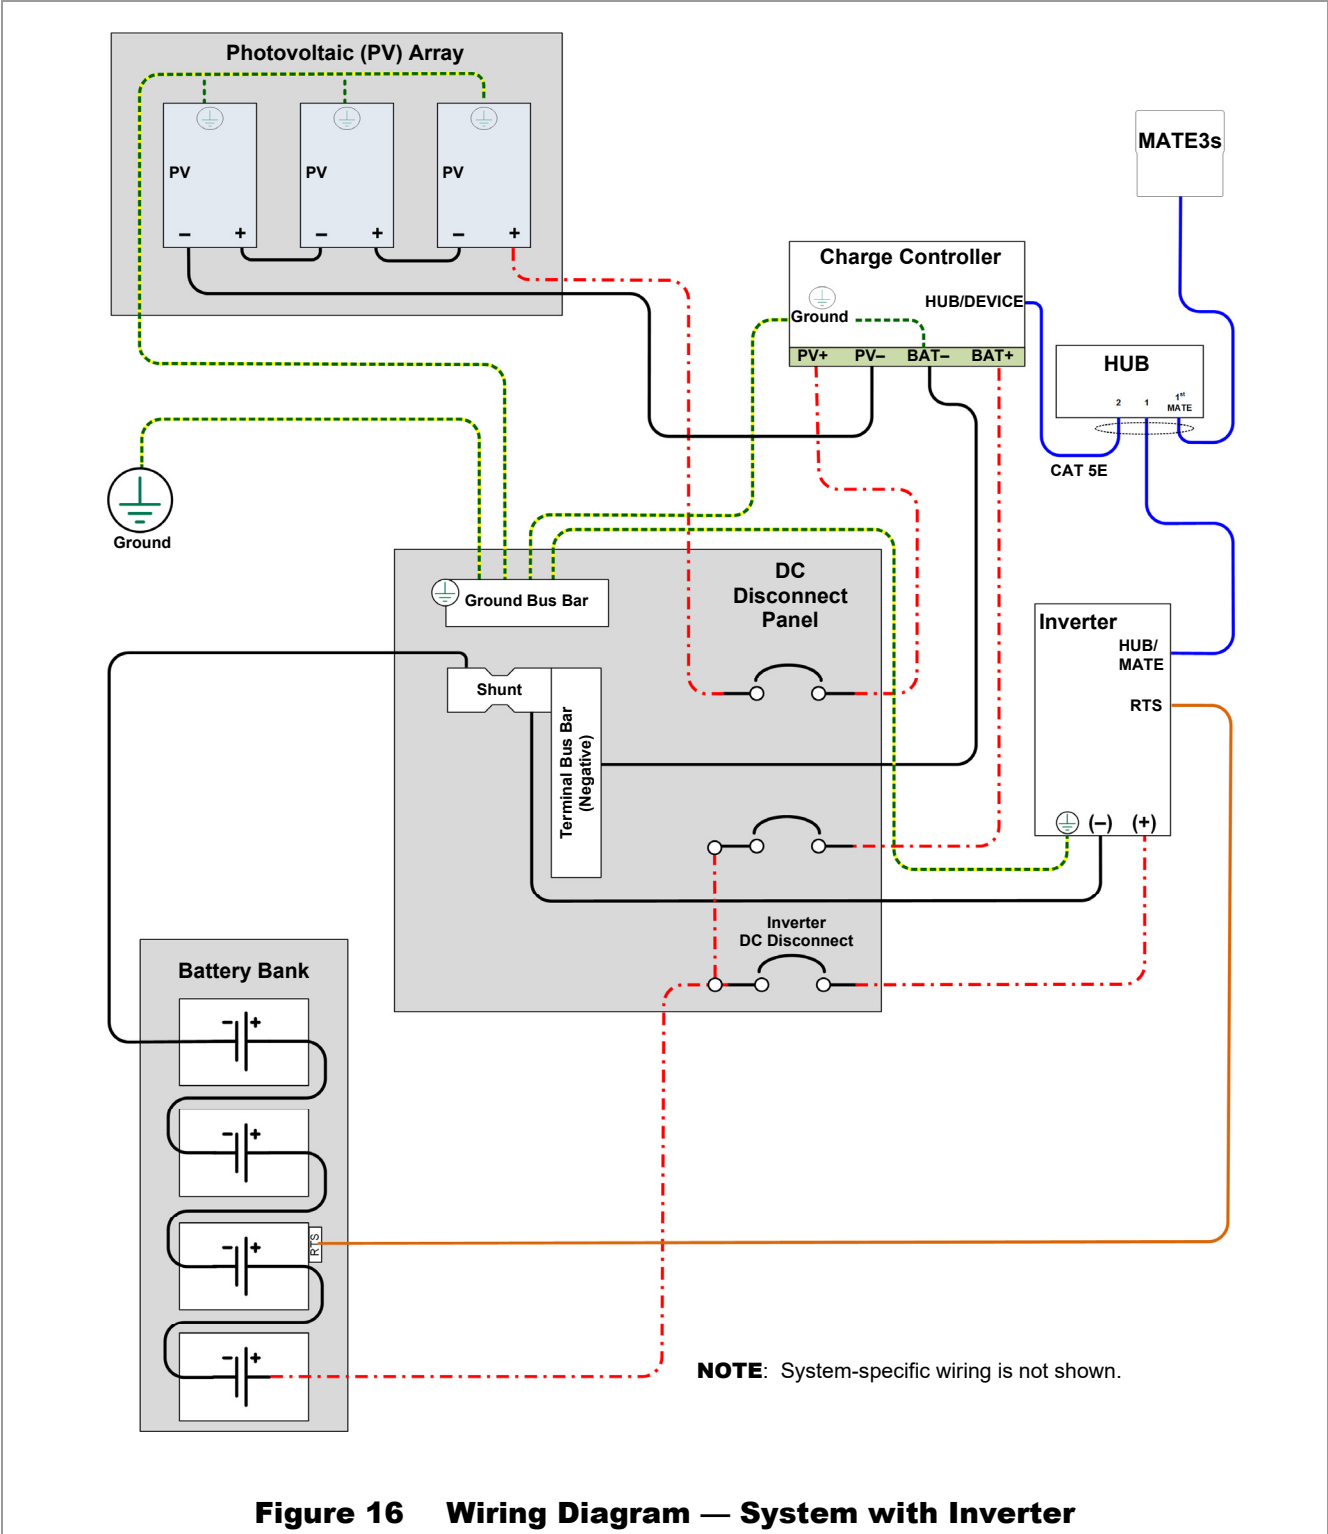 Photovoltaic (PV) Array
PV
PV
PV
– +
– +
– +
MATE3s
Charge Controller
HUB/DEVICE
Ground
PV+ PV– BAT– BAT+
HUB
2 1 1st
MATE
CAT 5E
Ground
DC
Disconnect
Panel
Ground Bus Bar
Shunt
Terminal Bus Bar
(Negative)
Inverter
HUB/
MATE
RTS
(–) (+)
Inverter
DC Disconnect
Battery Bank
– +
– +
– +
RTS
– +
NOTE: System-specific wiring is not shown.
Figure 16 Wiring Diagram — System with Inverter